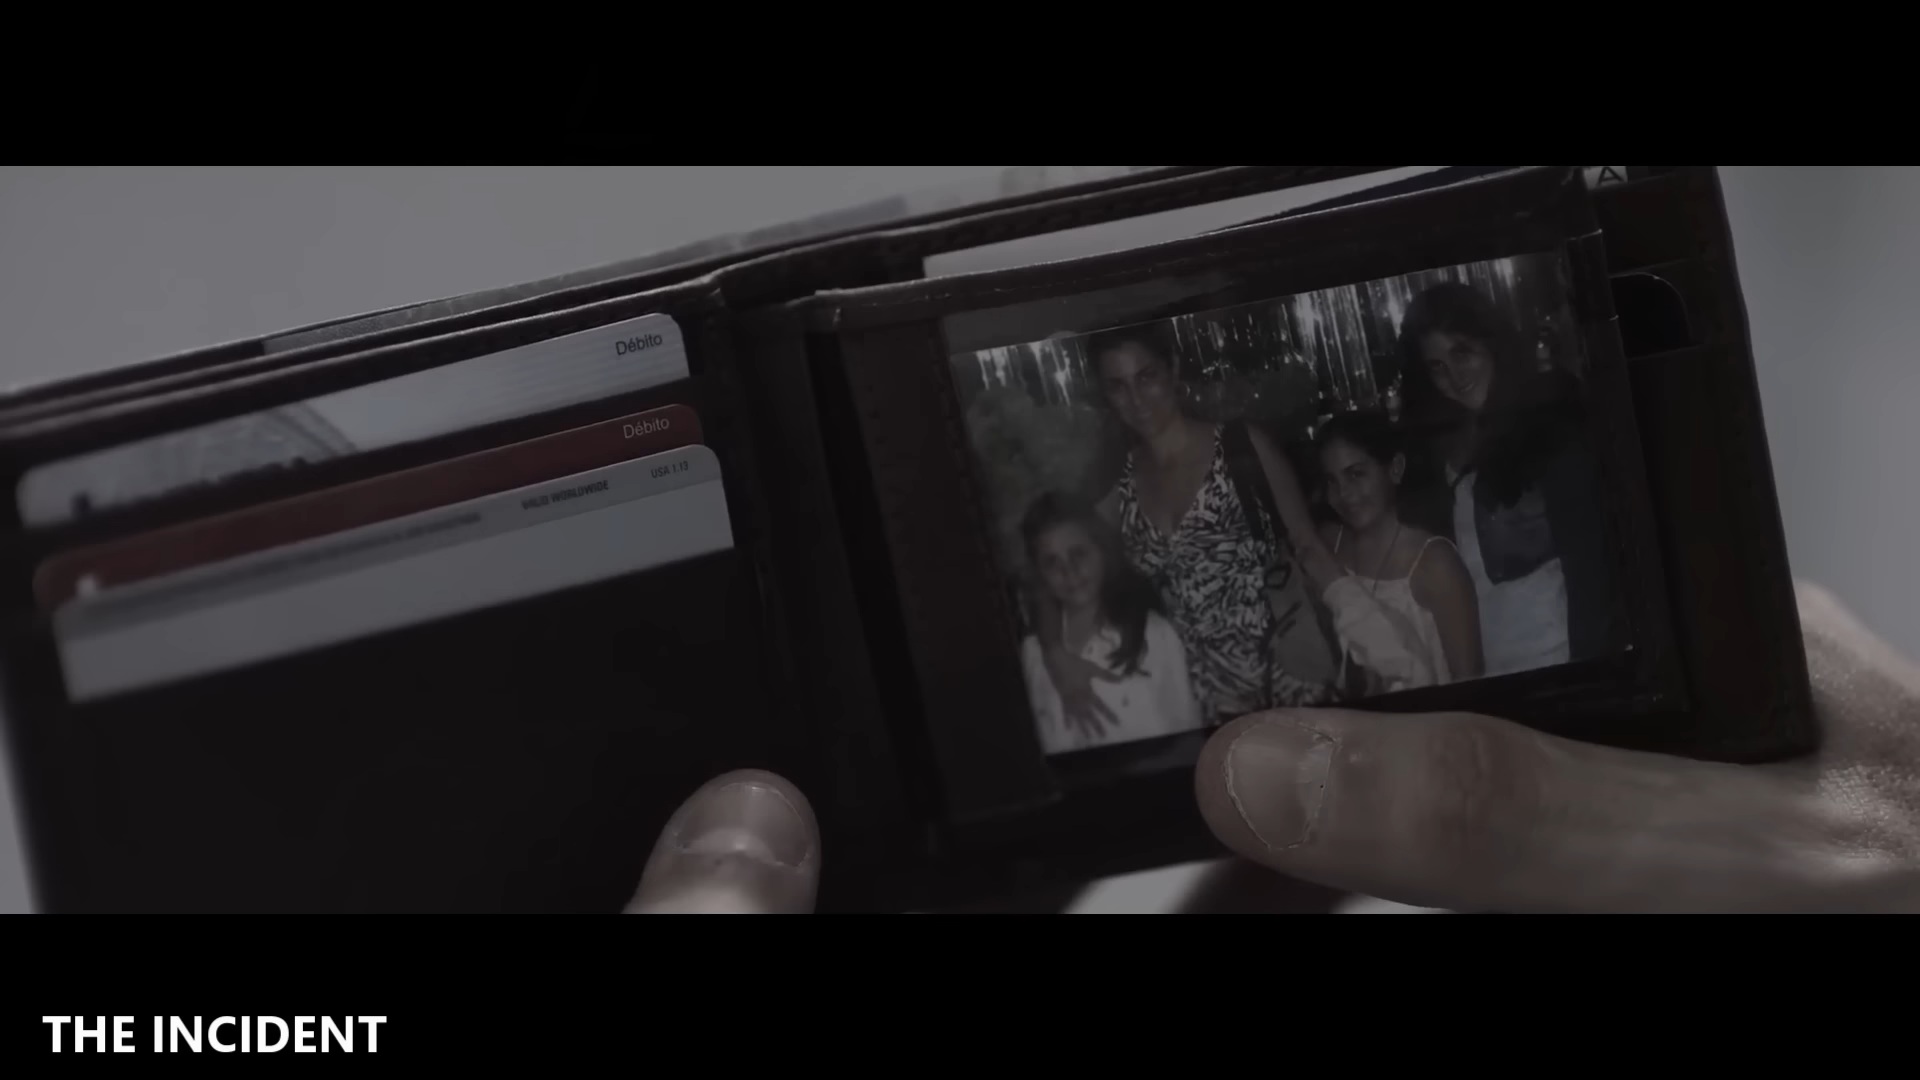 A
Débito
Débito
USA 1.13
VALID WORLDWIDE
THE INCIDENT